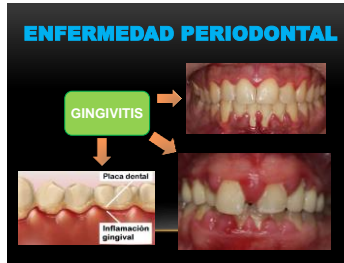 ENFERMEDAD PERIODONTAL
GINGIVITIS
Placa dental
Inflamación
gingival